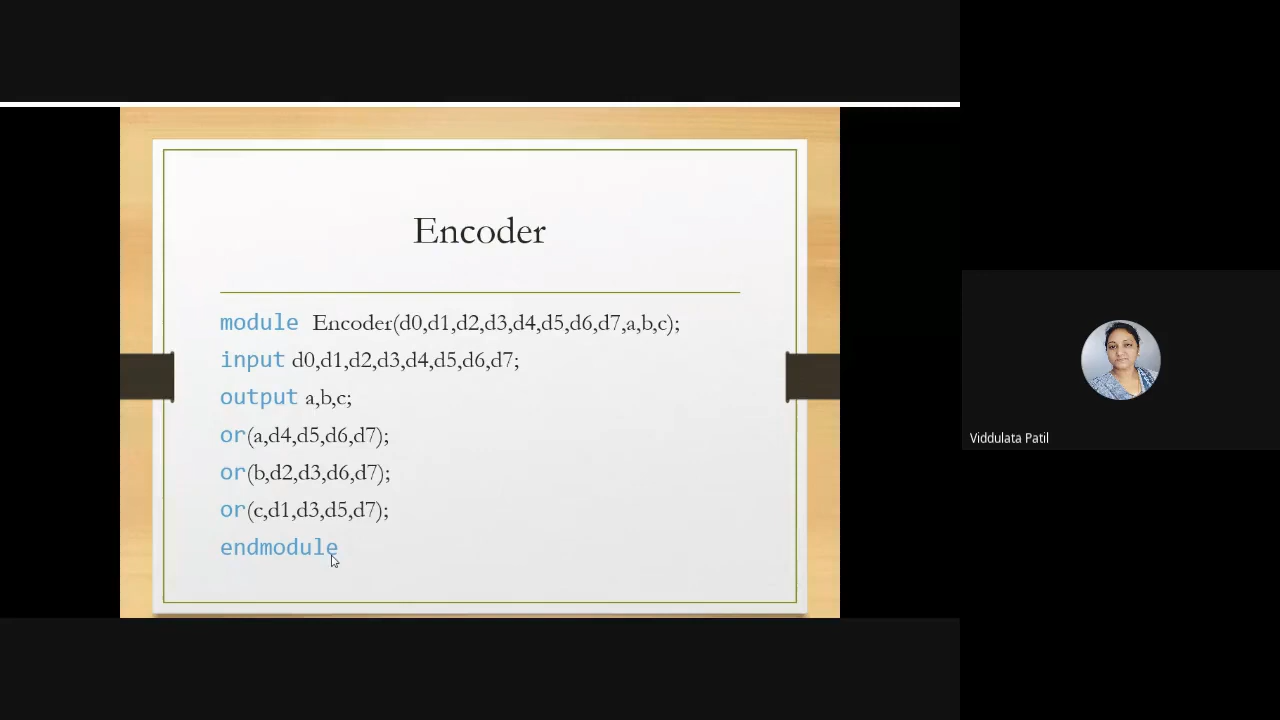 Encoder
module Encoder(d0,d1,d2,d3,d4,d5,d6,d7,a,b,c);
input d0,d1,d2,d3,d4,d5,d6,d7;
output a,b,c;
or(a,d4,d5,d6,d7);
or(b,d2,d3,d6,d7);
or(c,d1,d3,d5,d7);
endmodule
Viddulata Patil